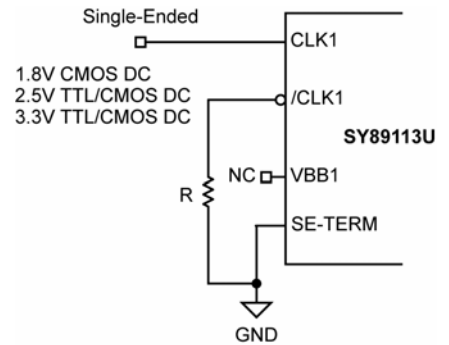 Single-Ended
CLK1
1.8V CMOS DC
2.5V TTL/CMOS DC
3.3V TTL/CMOS DC
/CLK1
SY89113U
NC
VBB1
R
SE-TERM
GND